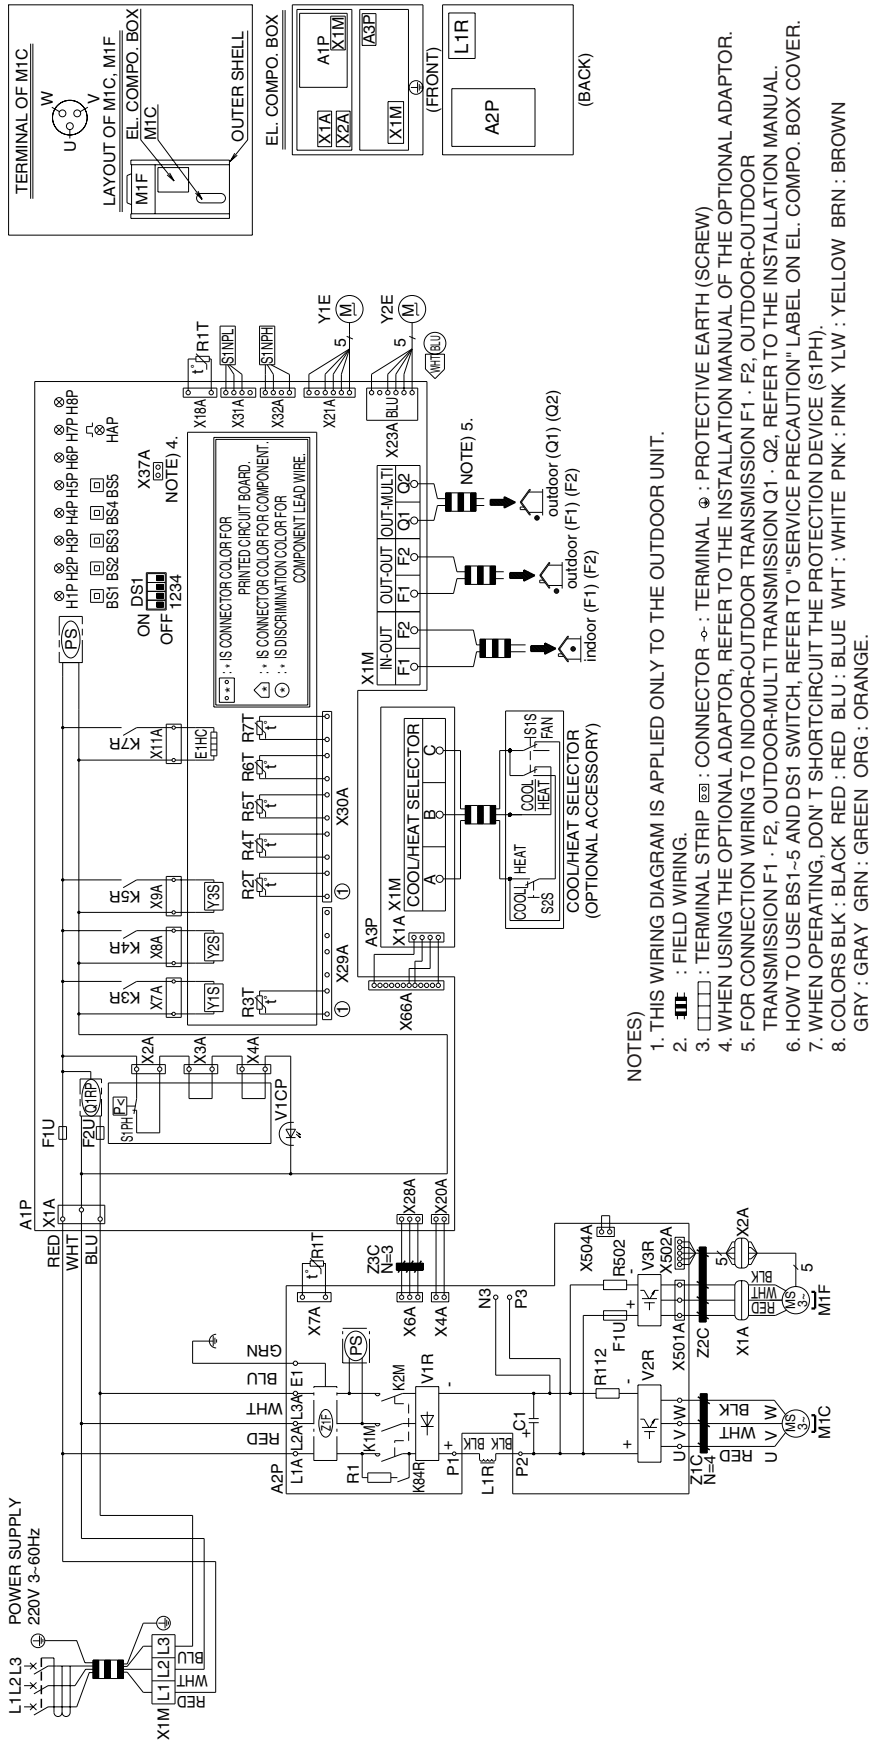 POWER SUPPLY
220V 3~60Hz
L1 L2 L3
X1M
L1 L2 L3
RED
WHT
BLU
A1P
X1A
RED
WHT
BLU
F1U
F2U
Q1RP
P<
S1PH
X2A
X3A
X4A
V1CP
K3R
K4R
K5R
K7R
X7A
X8A
X9A
X11A
Y1S
Y2S
Y3S
E1HC
PS
H1P H2P H3P H4P H5P H6P H7P H8P
BS1 BS2 BS3 BS4 BS5
HAP
DS1
ON
OFF
1234
X37A
NOTE) 4.
R3T
t°
X29A
1
R2T
R4T
R5T
R6T
R7T
t°
t°
t°
t°
t°
X30A
1
: * IS CONNECTOR COLOR FOR
PRINTED CIRCUIT BOARD.
: * IS CONNECTOR COLOR FOR COMPONENT.
: * IS DISCRIMINATION COLOR FOR
COMPONENT LEAD WIRE.
X18A
t°
R1T
X31A
S1NPL
X32A
S1NPH
X21A
5
Y1E
M
X23A
BLU
5
Y2E
M
WHT
BLU
X66A
A3P
X1A
X1M
COOL/HEAT SELECTOR
A B C
COOL
HEAT
S2S
COOL
HEAT
S1S
FAN
COOL/HEAT SELECTOR
(OPTIONAL ACCESSORY)
X1M
IN-OUT
OUT-OUT
OUT-MULTI
F1 F2
F1 F2
Q1 Q2
NOTE) 5.
indoor (F1) (F2)
outdoor (F1) (F2)
outdoor (Q1) (Q2)
X28A
X20A
Z3C
N=3
X6A
X4A
X7A
t°
R1T
A2P
RED
WHT
BLU
GRN
L1A
L2A
L3A
E1
Z1F
PS
R1
K1M
K2M
K84R
V1R
+
-
P1
BLK
BLK
L1R
P2
+
C1
N3
P3
R112
+
-
V2R
U V W
Z1C
N=4
RED
WHT
BLK
U V W
MS
3~
M1C
F1U
R502
+
-
V3R
X504A
X501A
X502A
Z2C
5
X1A
X2A
RED
WHT
BLK
5
MS
3~
M1F
TERMINAL OF M1C
U
W
V
LAYOUT OF M1C, M1F
EL. COMPO. BOX
M1C
M1F
OUTER SHELL
EL. COMPO. BOX
A1P
X1M
X1A
X2A
A3P
X1M
(FRONT)
L1R
A2P
(BACK)
NOTES)
1. THIS WIRING DIAGRAM IS APPLIED ONLY TO THE OUTDOOR UNIT.
2. : FIELD WIRING.
3. : TERMINAL STRIP : CONNECTOR : TERMINAL : PROTECTIVE EARTH (SCREW)
4. WHEN USING THE OPTIONAL ADAPTOR, REFER TO THE INSTALLATION MANUAL OF THE OPTIONAL ADAPTOR.
5. FOR CONNECTION WIRING TO INDOOR-OUTDOOR TRANSMISSION F1 · F2, OUTDOOR-OUTDOOR
TRANSMISSION F1 · F2, OUTDOOR-MULTI TRANSMISSION Q1 · Q2, REFER TO THE INSTALLATION MANUAL.
6. HOW TO USE BS1~5 AND DS1 SWITCH, REFER TO "SERVICE PRECAUTION" LABEL ON EL. COMPO. BOX COVER.
7. WHEN OPERATING, DON' T SHORTCIRCUIT THE PROTECTION DEVICE (S1PH).
8. COLORS BLK : BLACK RED : RED BLU : BLUE WHT : WHITE PNK : PINK YLW : YELLOW BRN : BROWN
GRY : GRAY GRN : GREEN ORG : ORANGE.